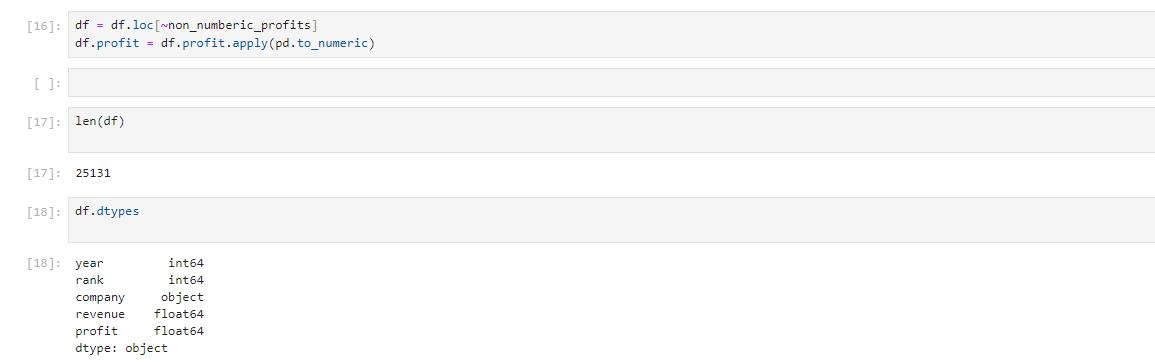 [16]: df = df.loc[~non_numberic_profits]
df.profit = df.profit.apply(pd.to_numeric)
[ ]:
[17]: len(df)
[17]: 25131
[18]: df.dtypes
[18]: year int64
rank int64
company object
revenue float64
profit float64
dtype: object